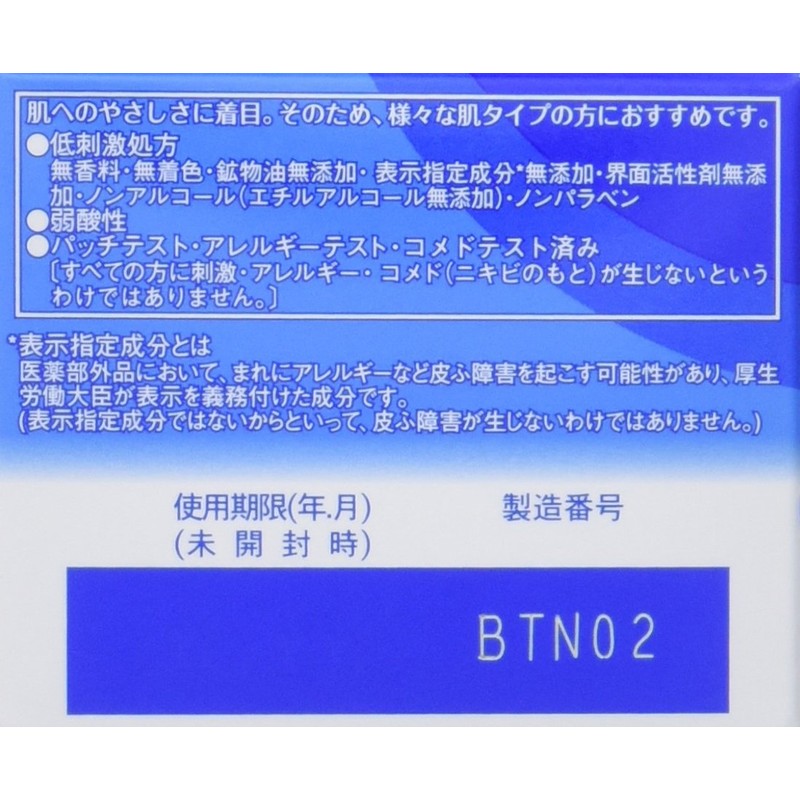 肌へのやさしさに着目。そのため、様々な肌タイプの方におすすめです。
●低刺激処方
無香料・無着色・鉱物油無添加・表示指定成分*無添加・界面活性剤無添
加・ノンアルコール(エチルアルコール無添加)・ノンパラベン
●弱酸性
●パッチテスト・アレルギーテスト・コメドテスト済み
[すべての方に刺激・アレルギー・コメド(ニキビのもと)が生じないという
わけではありません。]
*表示指定成分とは
医薬部外品において、まれにアレルギーなど皮ふ障害を起こす可能性があり、厚生
労働大臣が表示を義務付けた成分です。
(表示指定成分ではないからといって、皮ふ障害が生じないわけではありません。)
使用期限(年.月) 製造番号
(未開封時)
BTN02